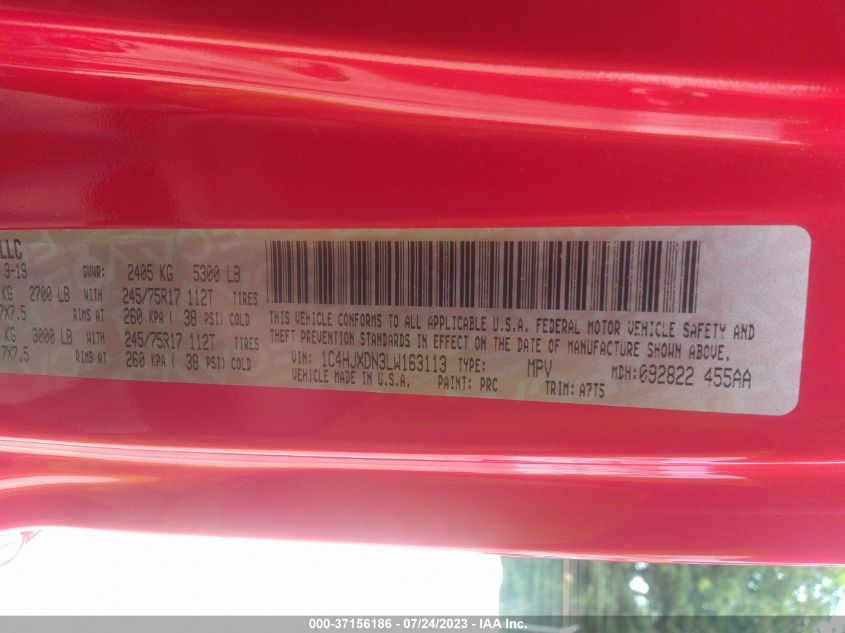 LLC
9-19 GVWR: 2405 KG 5300 LB
KG 2700 LB WITH 245/75R17 112T TIRES
7X7.5 RIMS AT 260 KPA ( 38 PSI) COLD
KG 3000 LB WITH 245/75R17 112T TIRES
17X7.5 RIMS AT 260 KPA ( 38 PSI) COLD
THIS VEHICLE CONFORMS TO ALL APPLICABLE U.S.A. FEDERAL MOTOR VEHICLE SAFETY AND
THEFT PREVENTION STANDARDS IN EFFECT ON THE DATE OF MANUFACTURE SHOWN ABOVE.
VIN: 1C4HJXDN3LW163113 TYPE: MPV MDH: 092822 455AA
VEHICLE MADE IN U.S.A. PAINT: PRC TRIM: A7T5
000-37156186 - 07/24/2023 - IAA Inc.